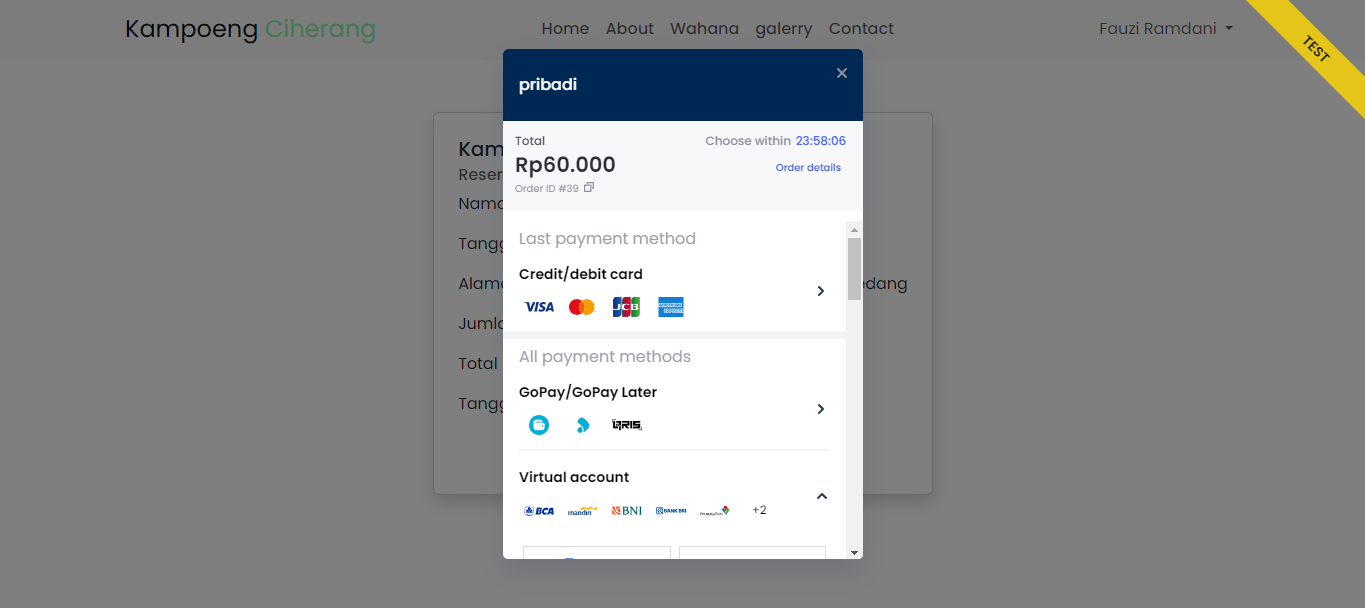 Kampoeng Ciherang
Home About Wahana galerry Contact
Fauzi Ramdani
TEST
pribadi
×
Total
Choose within 23:58:06
Rp60.000
Order details
Order ID #39
Kam
Reser
Nama
Tangg
Alama
edang
Jumla
Total
Tangg
Last payment method
Credit/debit card
VISA
JCB
All payment methods
GoPay/GoPay Later
QRIS
Virtual account
BCA mandiri BNI BANK BRI PermataBank +2